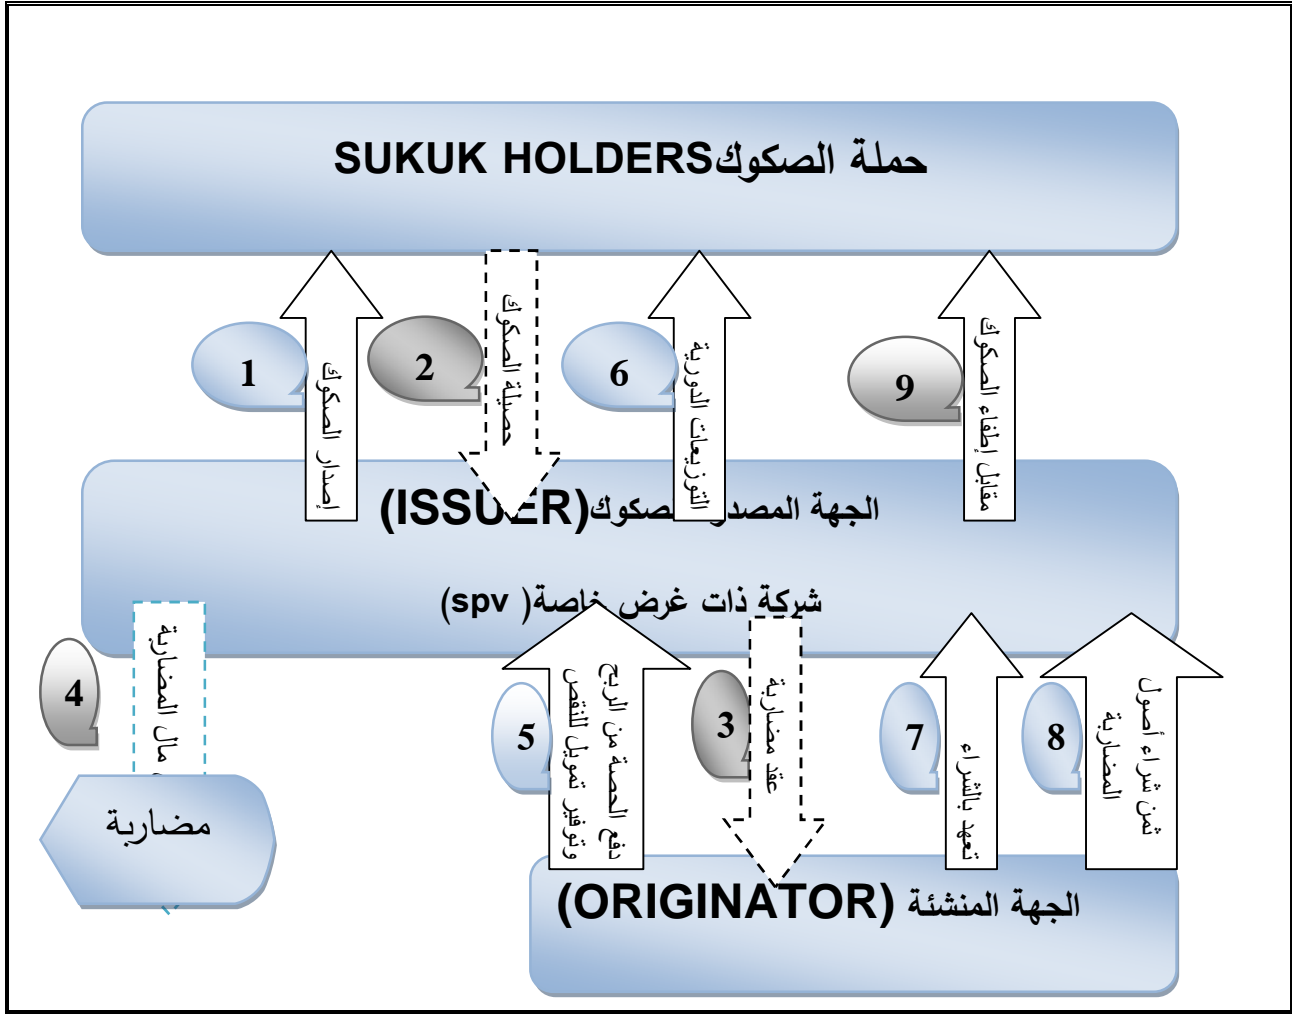 حملة الصكوكSUKUK HOLDERS
1
إصدار الصكوك
2
حصيلة الصكوك
6
التوزيعات الدورية
9
مقابل إطفاء الصكوك
الجهة المصد صكوك(ISSUER)
شركة ذات غرض خاصة( spv)
4
مال المضاربة
مضاربة
5
دفع الحصة من الربح
وتوفير تمويل للنقص
3
عقد مضاربة
7
تعهد بالشراء
8
ثمن شراء أصول
المضاربة
الجهة المنشئة (ORIGINATOR)